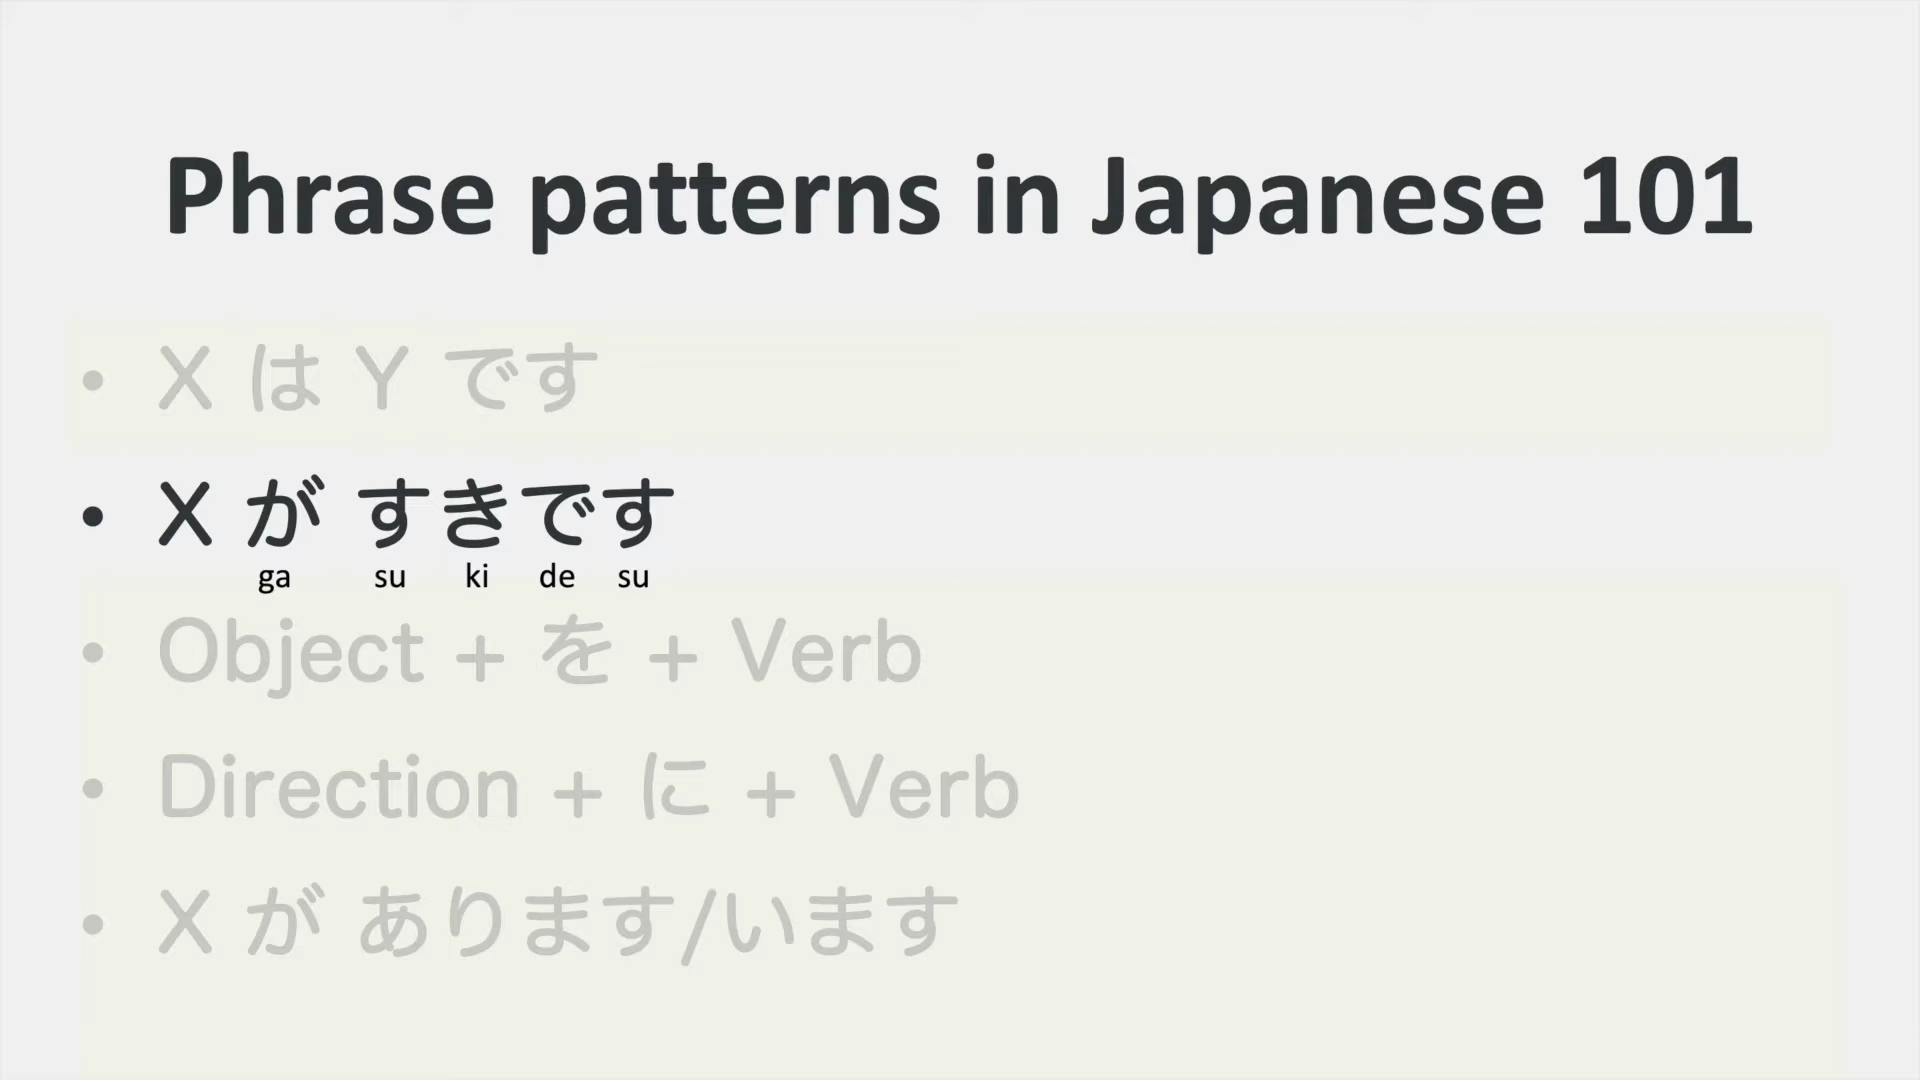 Phrase patterns in Japanese 101
• X は Y です
• X が すきです
ga su ki de su
• Object + を + Verb
• Direction + に + Verb
• X が あります/います